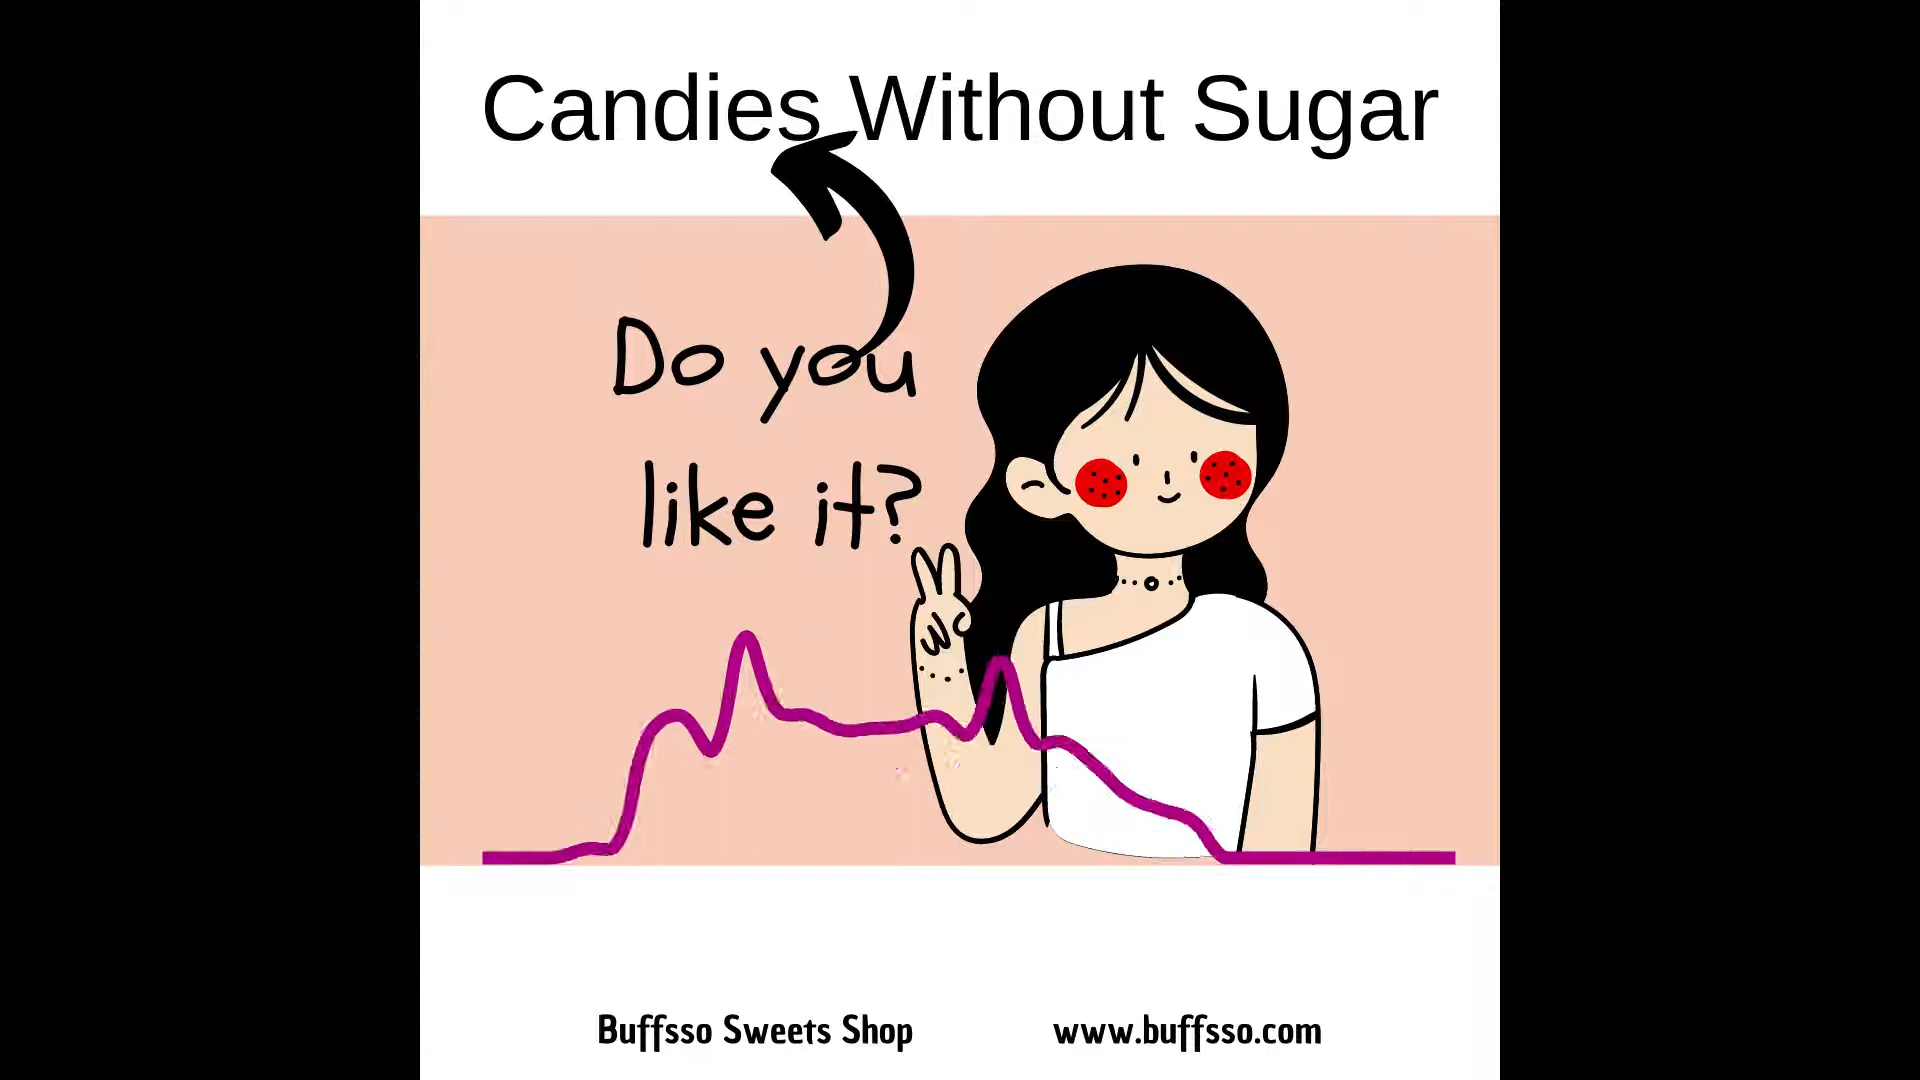 Candies Without Sugar
Do you
like it?
Buffsso Sweets Shop
www.buffsso.com